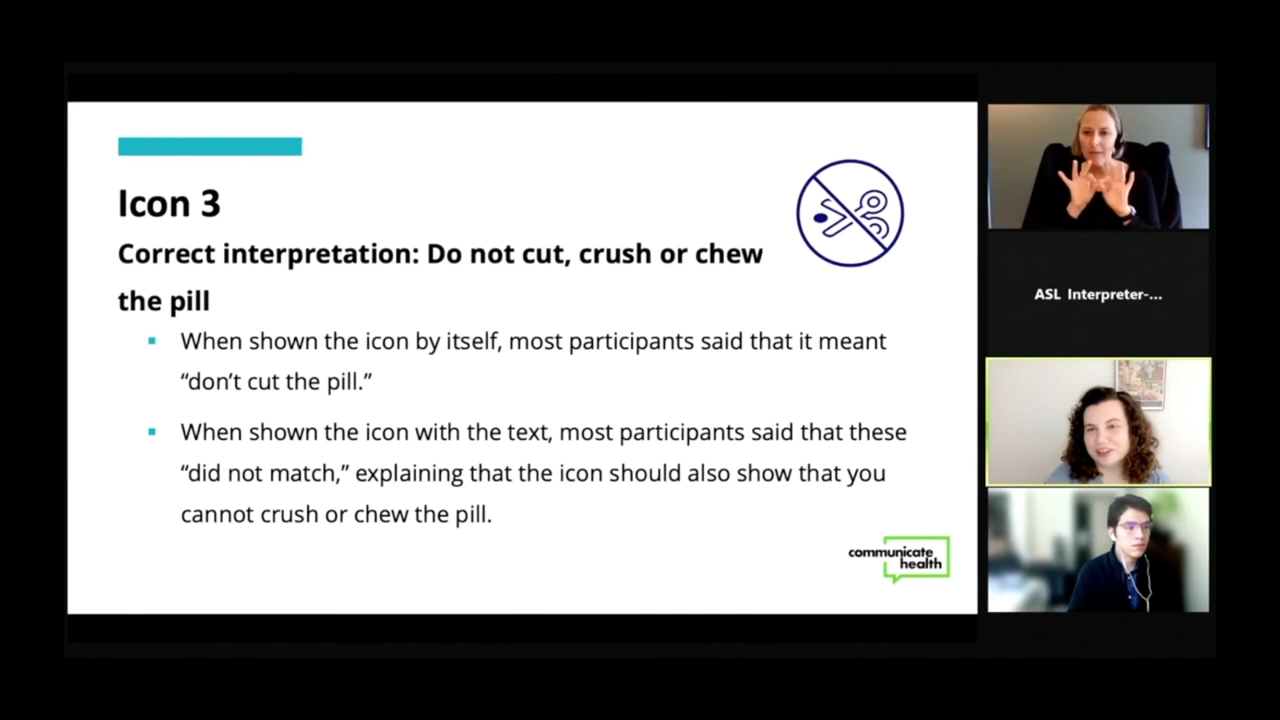 Icon 3
Correct interpretation: Do not cut, crush or chew
the pill
▪ When shown the icon by itself, most participants said that it meant
“don’t cut the pill.”
▪ When shown the icon with the text, most participants said that these
“did not match,” explaining that the icon should also show that you
cannot crush or chew the pill.
communicate
health
ASL Interpreter-...